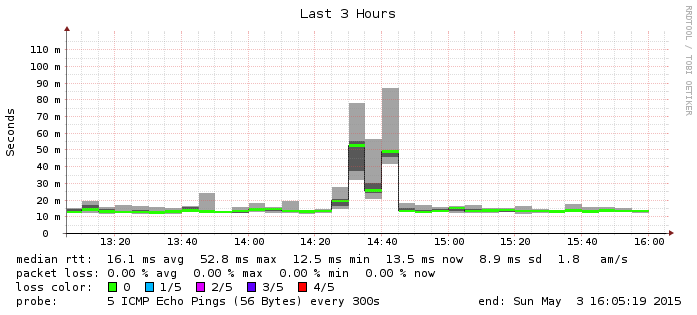 Last 3 Hours
RRDTOOL / TOBI OETIKER
Seconds
110 m
100 m
90 m
80 m
70 m
60 m
50 m
40 m
30 m
20 m
10 m
0
13:20 13:40 14:00 14:20 14:40 15:00 15:20 15:40 16:00
median rtt: 16.1 ms avg 52.8 ms max 12.5 ms min 13.5 ms now 8.9 ms sd 1.8 am/s
packet loss: 0.00 % avg 0.00 % max 0.00 % min 0.00 % now
loss color: 0 1/5 2/5 3/5 4/5
probe: 5 ICMP Echo Pings (56 Bytes) every 300s end: Sun May 3 16:05:19 2015